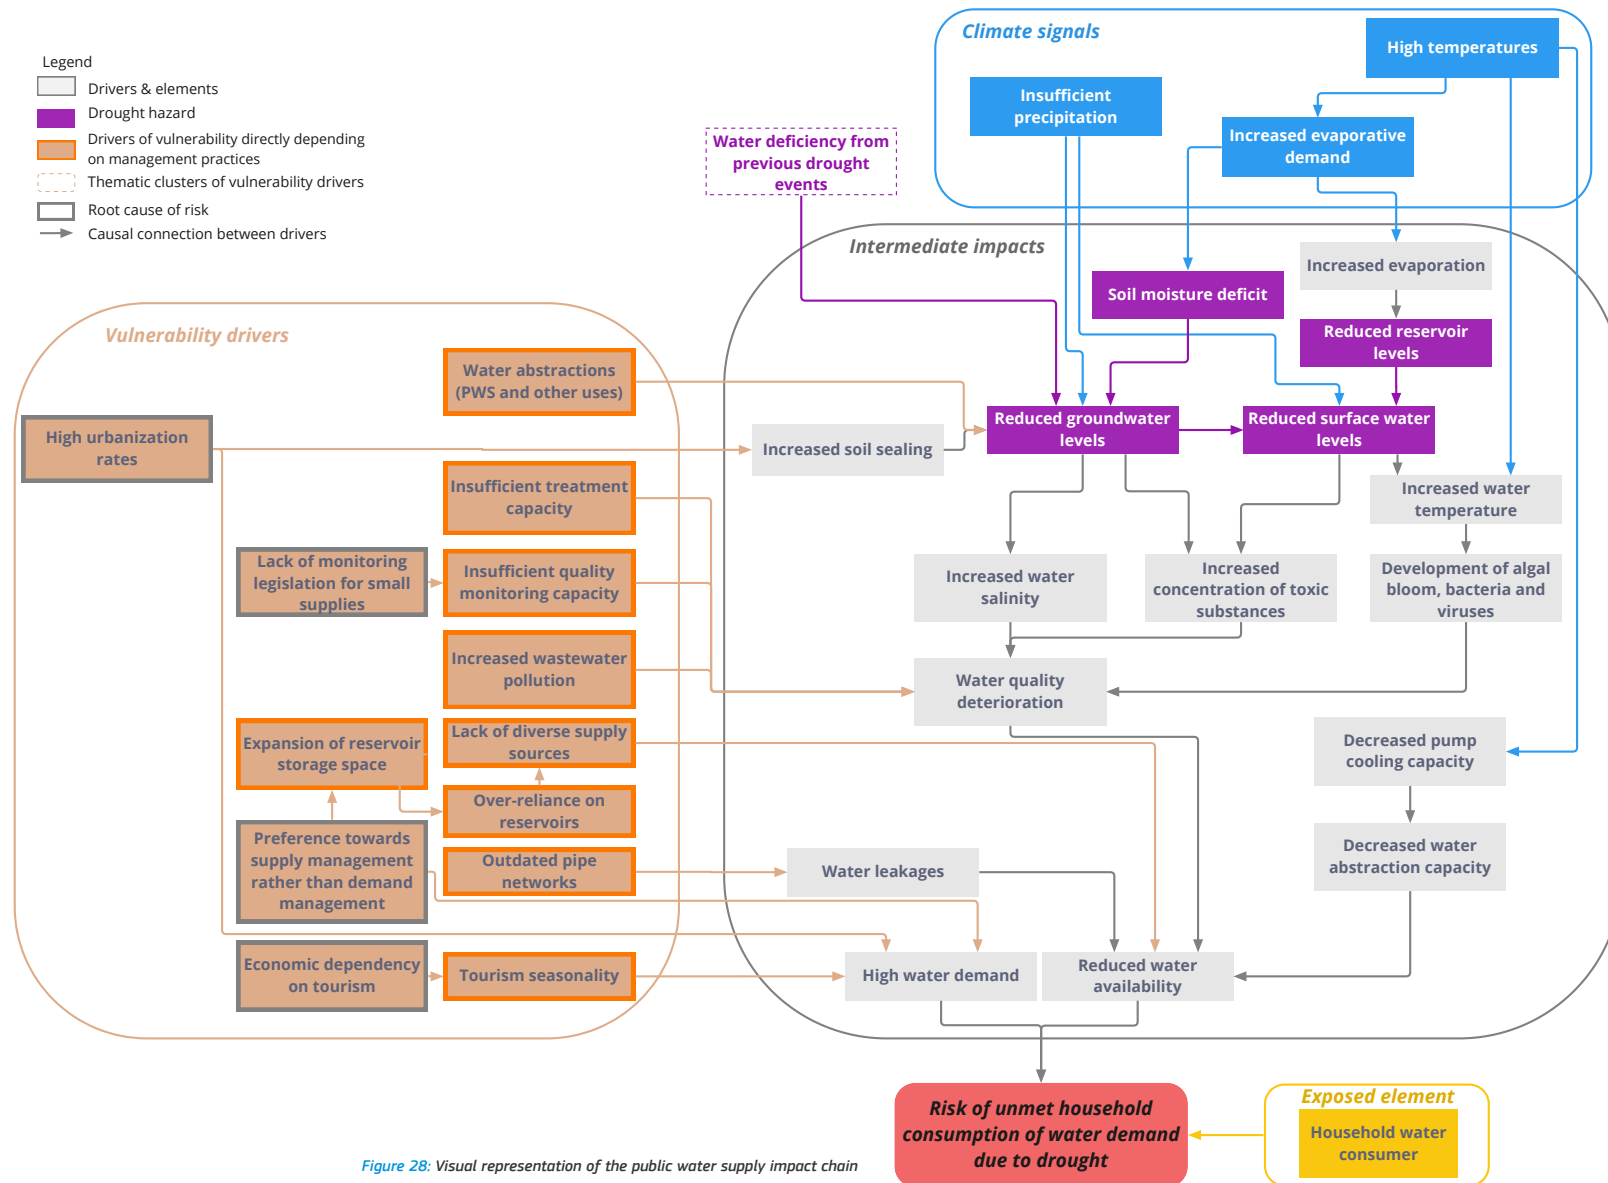 Legend
Drivers & elements
Drought hazard
Drivers of vulnerability directly depending
on management practices
Thematic clusters of vulnerability drivers
Root cause of risk
Causal connection between drivers
Climate signals
High temperatures
Insufficient
precipitation
Increased evaporative
demand
Water deficiency from
previous drought
events
Intermediate impacts
Increased evaporation
Soil moisture deficit
Reduced reservoir
levels
Reduced groundwater
levels
Reduced surface water
levels
Increased soil sealing
Increased water
temperature
Increased water
salinity
Increased
concentration of toxic
substances
Development of algal
bloom, bacteria and
viruses
Water quality
deterioration
Decreased pump
cooling capacity
Decreased water
abstraction capacity
Water leakages
High water demand
Reduced water
availability
Vulnerability drivers
Water abstractions
(PWS and other uses)
High urbanization
rates
Insufficient treatment
capacity
Lack of monitoring
legislation for small
supplies
Insufficient quality
monitoring capacity
Increased wastewater
pollution
Expansion of reservoir
storage space
Lack of diverse supply
sources
Over-reliance on
reservoirs
Preference towards
supply management
rather than demand
management
Outdated pipe
networks
Economic dependency
on tourism
Tourism seasonality
Risk of unmet household
consumption of water demand
due to drought
Exposed element
Household water
consumer
Figure 28: Visual representation of the public water supply impact chain